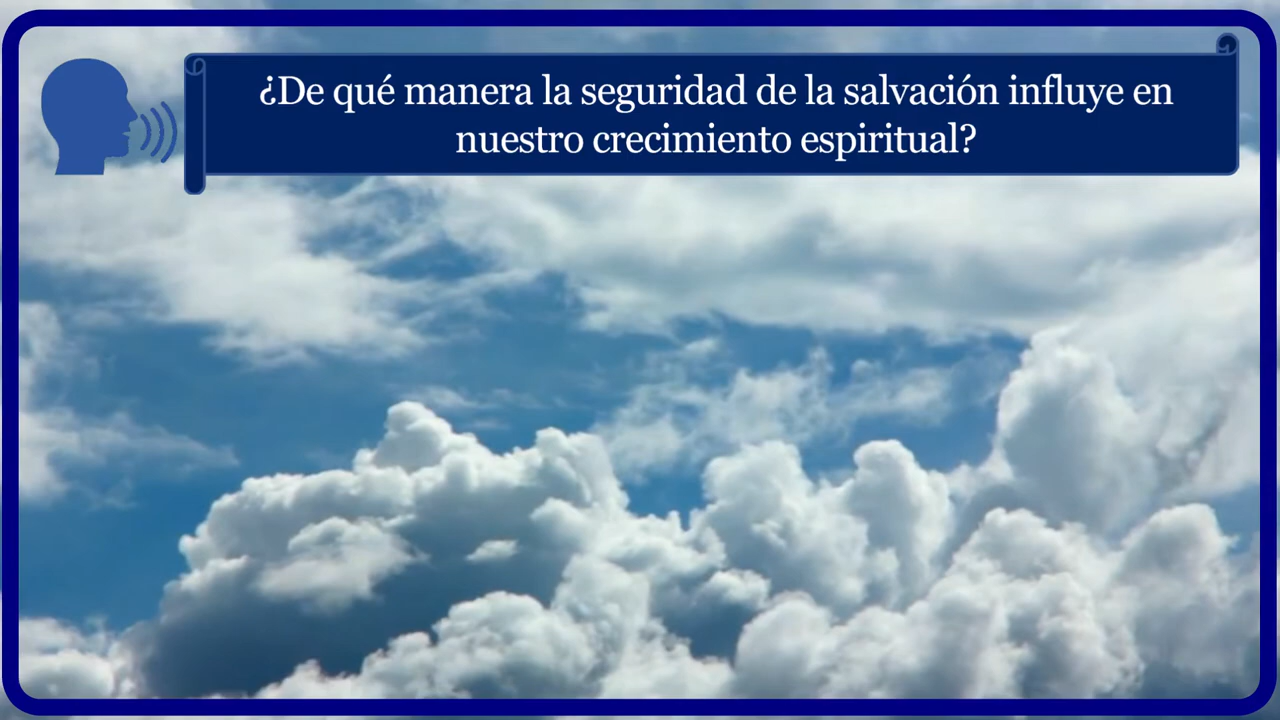 ¿De qué manera la seguridad de la salvación influye en
nuestro crecimiento espiritual?